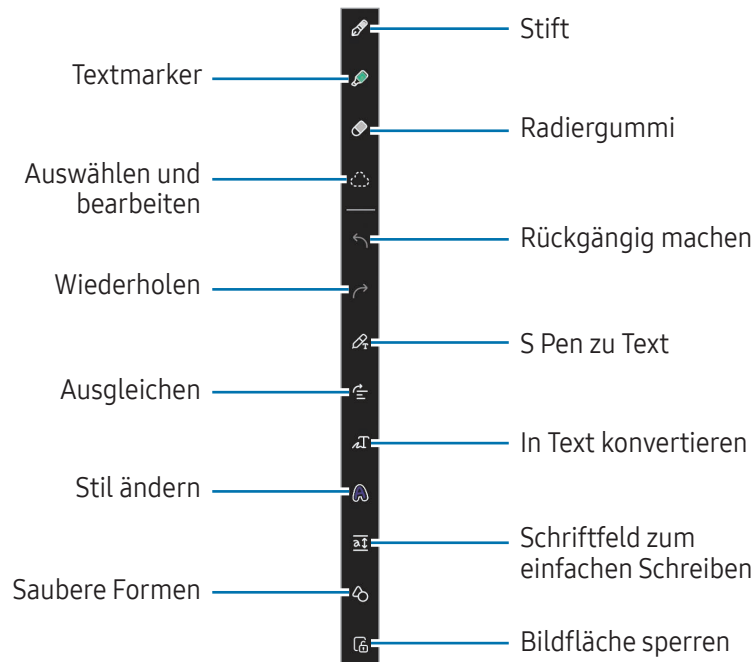 Stift
Textmarker
Radiergummi
Auswählen und
bearbeiten
Rückgängig machen
Wiederholen
S Pen zu Text
Ausgleichen
In Text konvertieren
Stil ändern
Schriftfeld zum
einfachen Schreiben
Saubere Formen
Bildfläche sperren